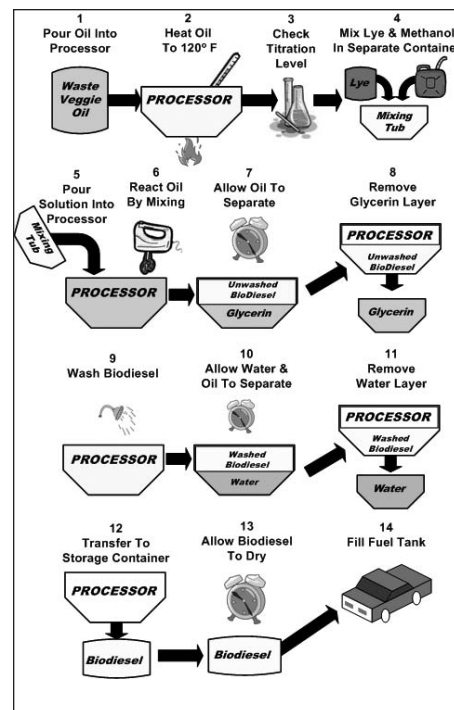 1
Pour Oil Into
Processor
2
Heat Oil
To 120º F
3
Check
Titration
Level
4
Mix Lye & Methanol
In Separate Container
Waste
Veggie
Oil
PROCESSOR
Lye
Mixing
Tub
5
Pour
Solution Into
Processor
6
React Oil
By Mixing
7
Allow Oil To
Separate
8
Remove
Glycerin Layer
Mixing
Tub
PROCESSOR
Unwashed
BioDiesel
Glycerin
PROCESSOR
Unwashed
BioDiesel
Glycerin
9
Wash Biodiesel
10
Allow Water &
Oil To Separate
11
Remove
Water Layer
PROCESSOR
Washed
Biodiesel
Water
PROCESSOR
Washed
Biodiesel
Water
12
Transfer To
Storage Container
13
Allow Biodiesel
To Dry
14
Fill Fuel Tank
PROCESSOR
Biodiesel
Biodiesel